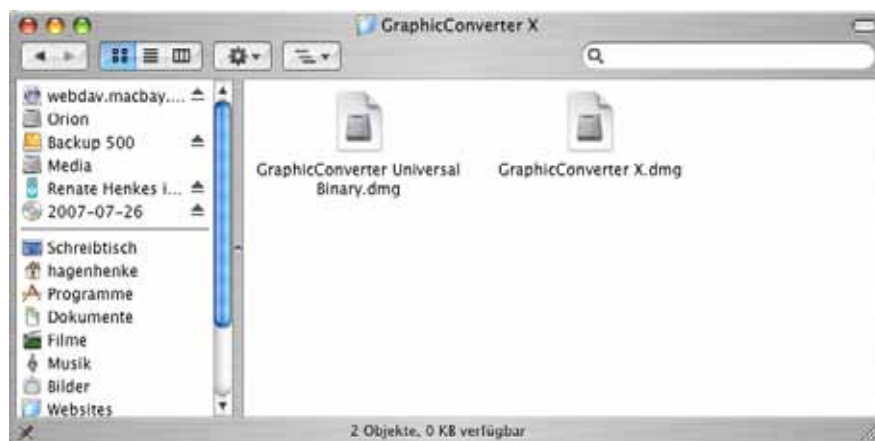 GraphicConverter X
webdav.macbay....
Orion
Backup 500
Media
Renate Henkes i...
2007-07-26
Schreibtisch
hagenhenke
Programme
Dokumente
Filme
Musik
Bilder
Websites
GraphicConverter Universal
Binary.dmg
GraphicConverter X.dmg
2 Objekte, 0 KB verfügbar